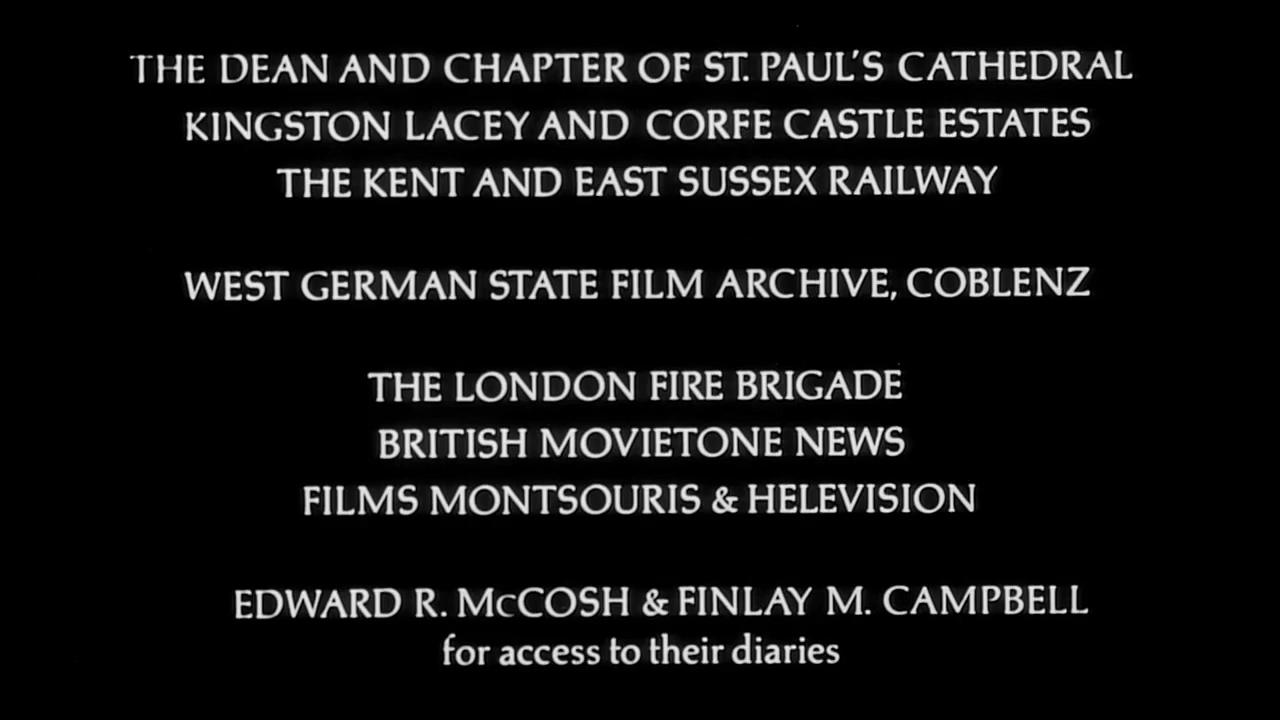 THE DEAN AND CHAPTER OF ST. PAUL'S CATHEDRAL
KINGSTON LACEY AND CORFE CASTLE ESTATES
THE KENT AND EAST SUSSEX RAILWAY
WEST GERMAN STATE FILM ARCHIVE, COBLENZ
THE LONDON FIRE BRIGADE
BRITISH MOVIETONE NEWS
FILMS MONTSOURIS & HELEVISION
EDWARD R. McCOSH & FINLAY M. CAMPBELL
for access to their diaries